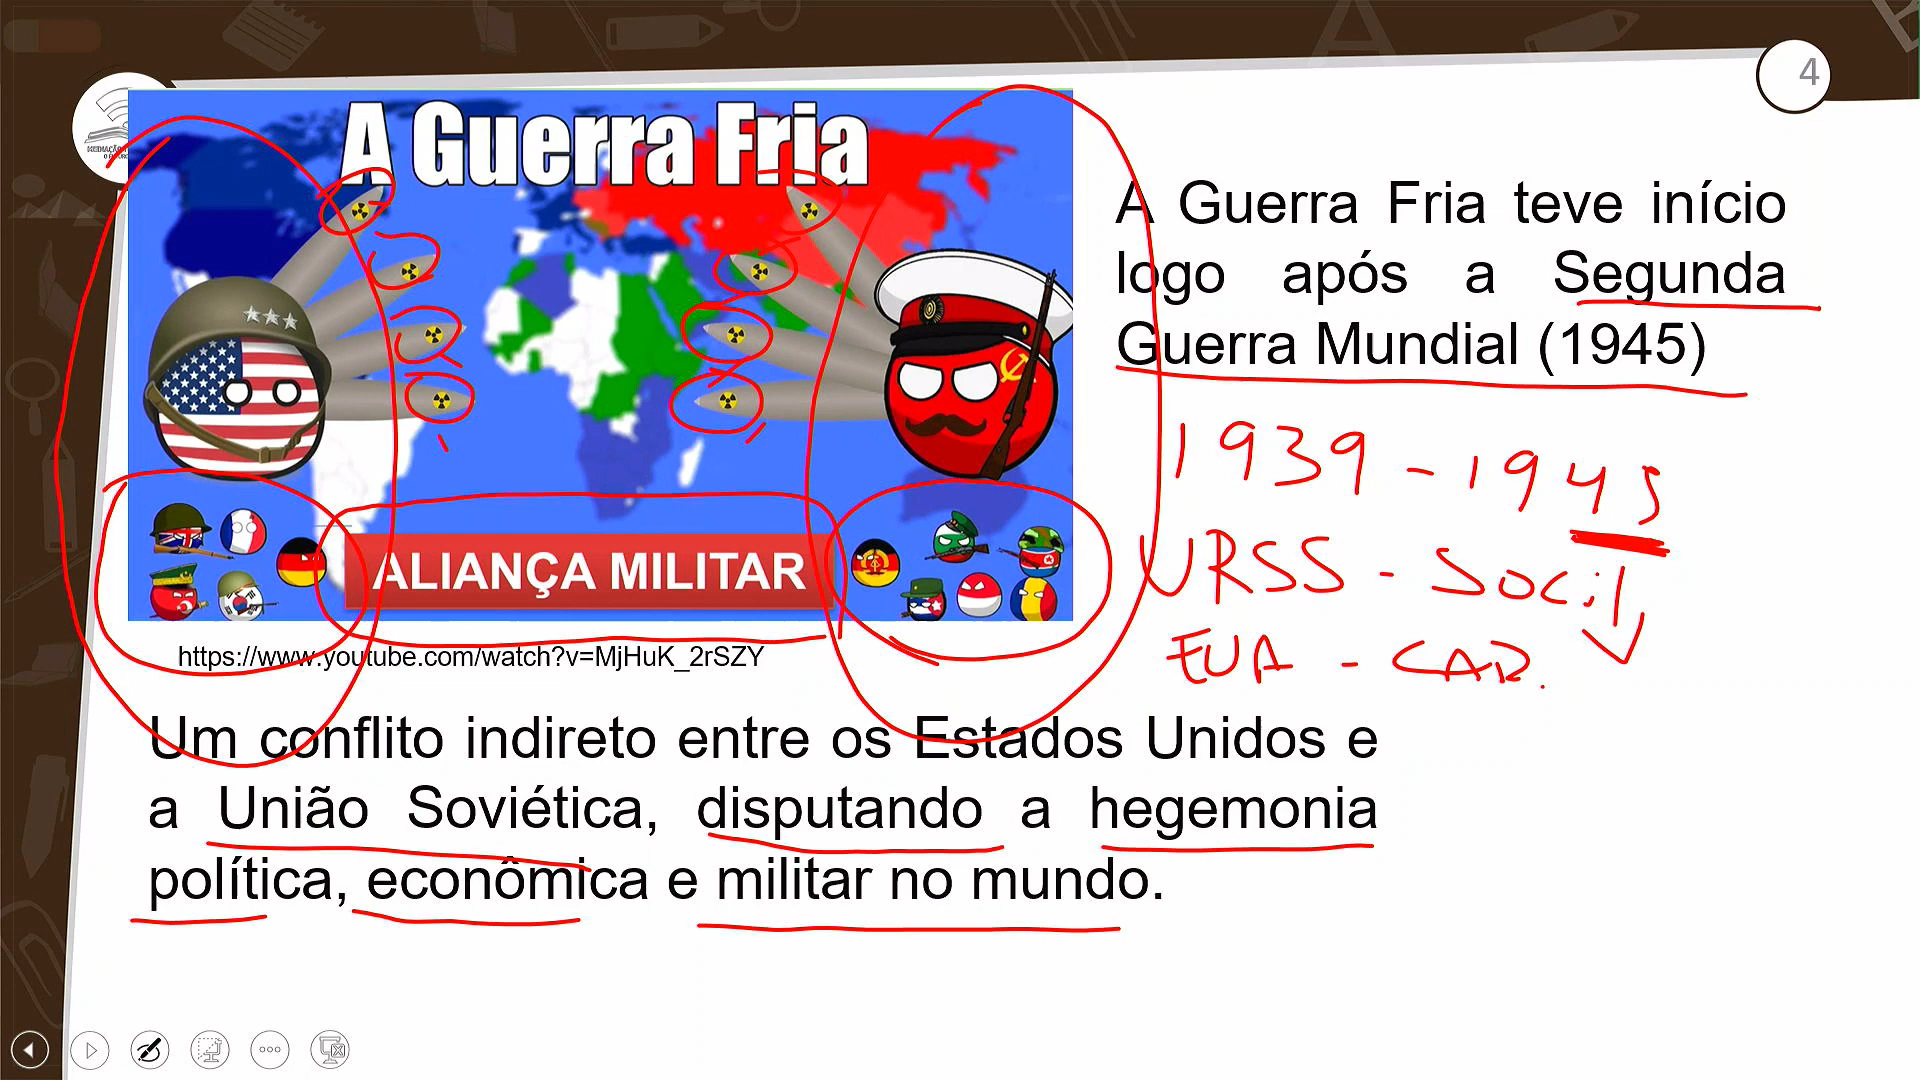 4
A Guerra Fria
A Guerra Fria teve início
logo após a Segunda
Guerra Mundial (1945)
1939 - 1945
URSS - Socil
EUA - CAP.
ALIANÇA MILITAR
https://www.youtube.com/watch?v=MjHuK_2rSZY
Um conflito indireto entre os Estados Unidos e
a União Soviética, disputando a hegemonia
política, econômica e militar no mundo.